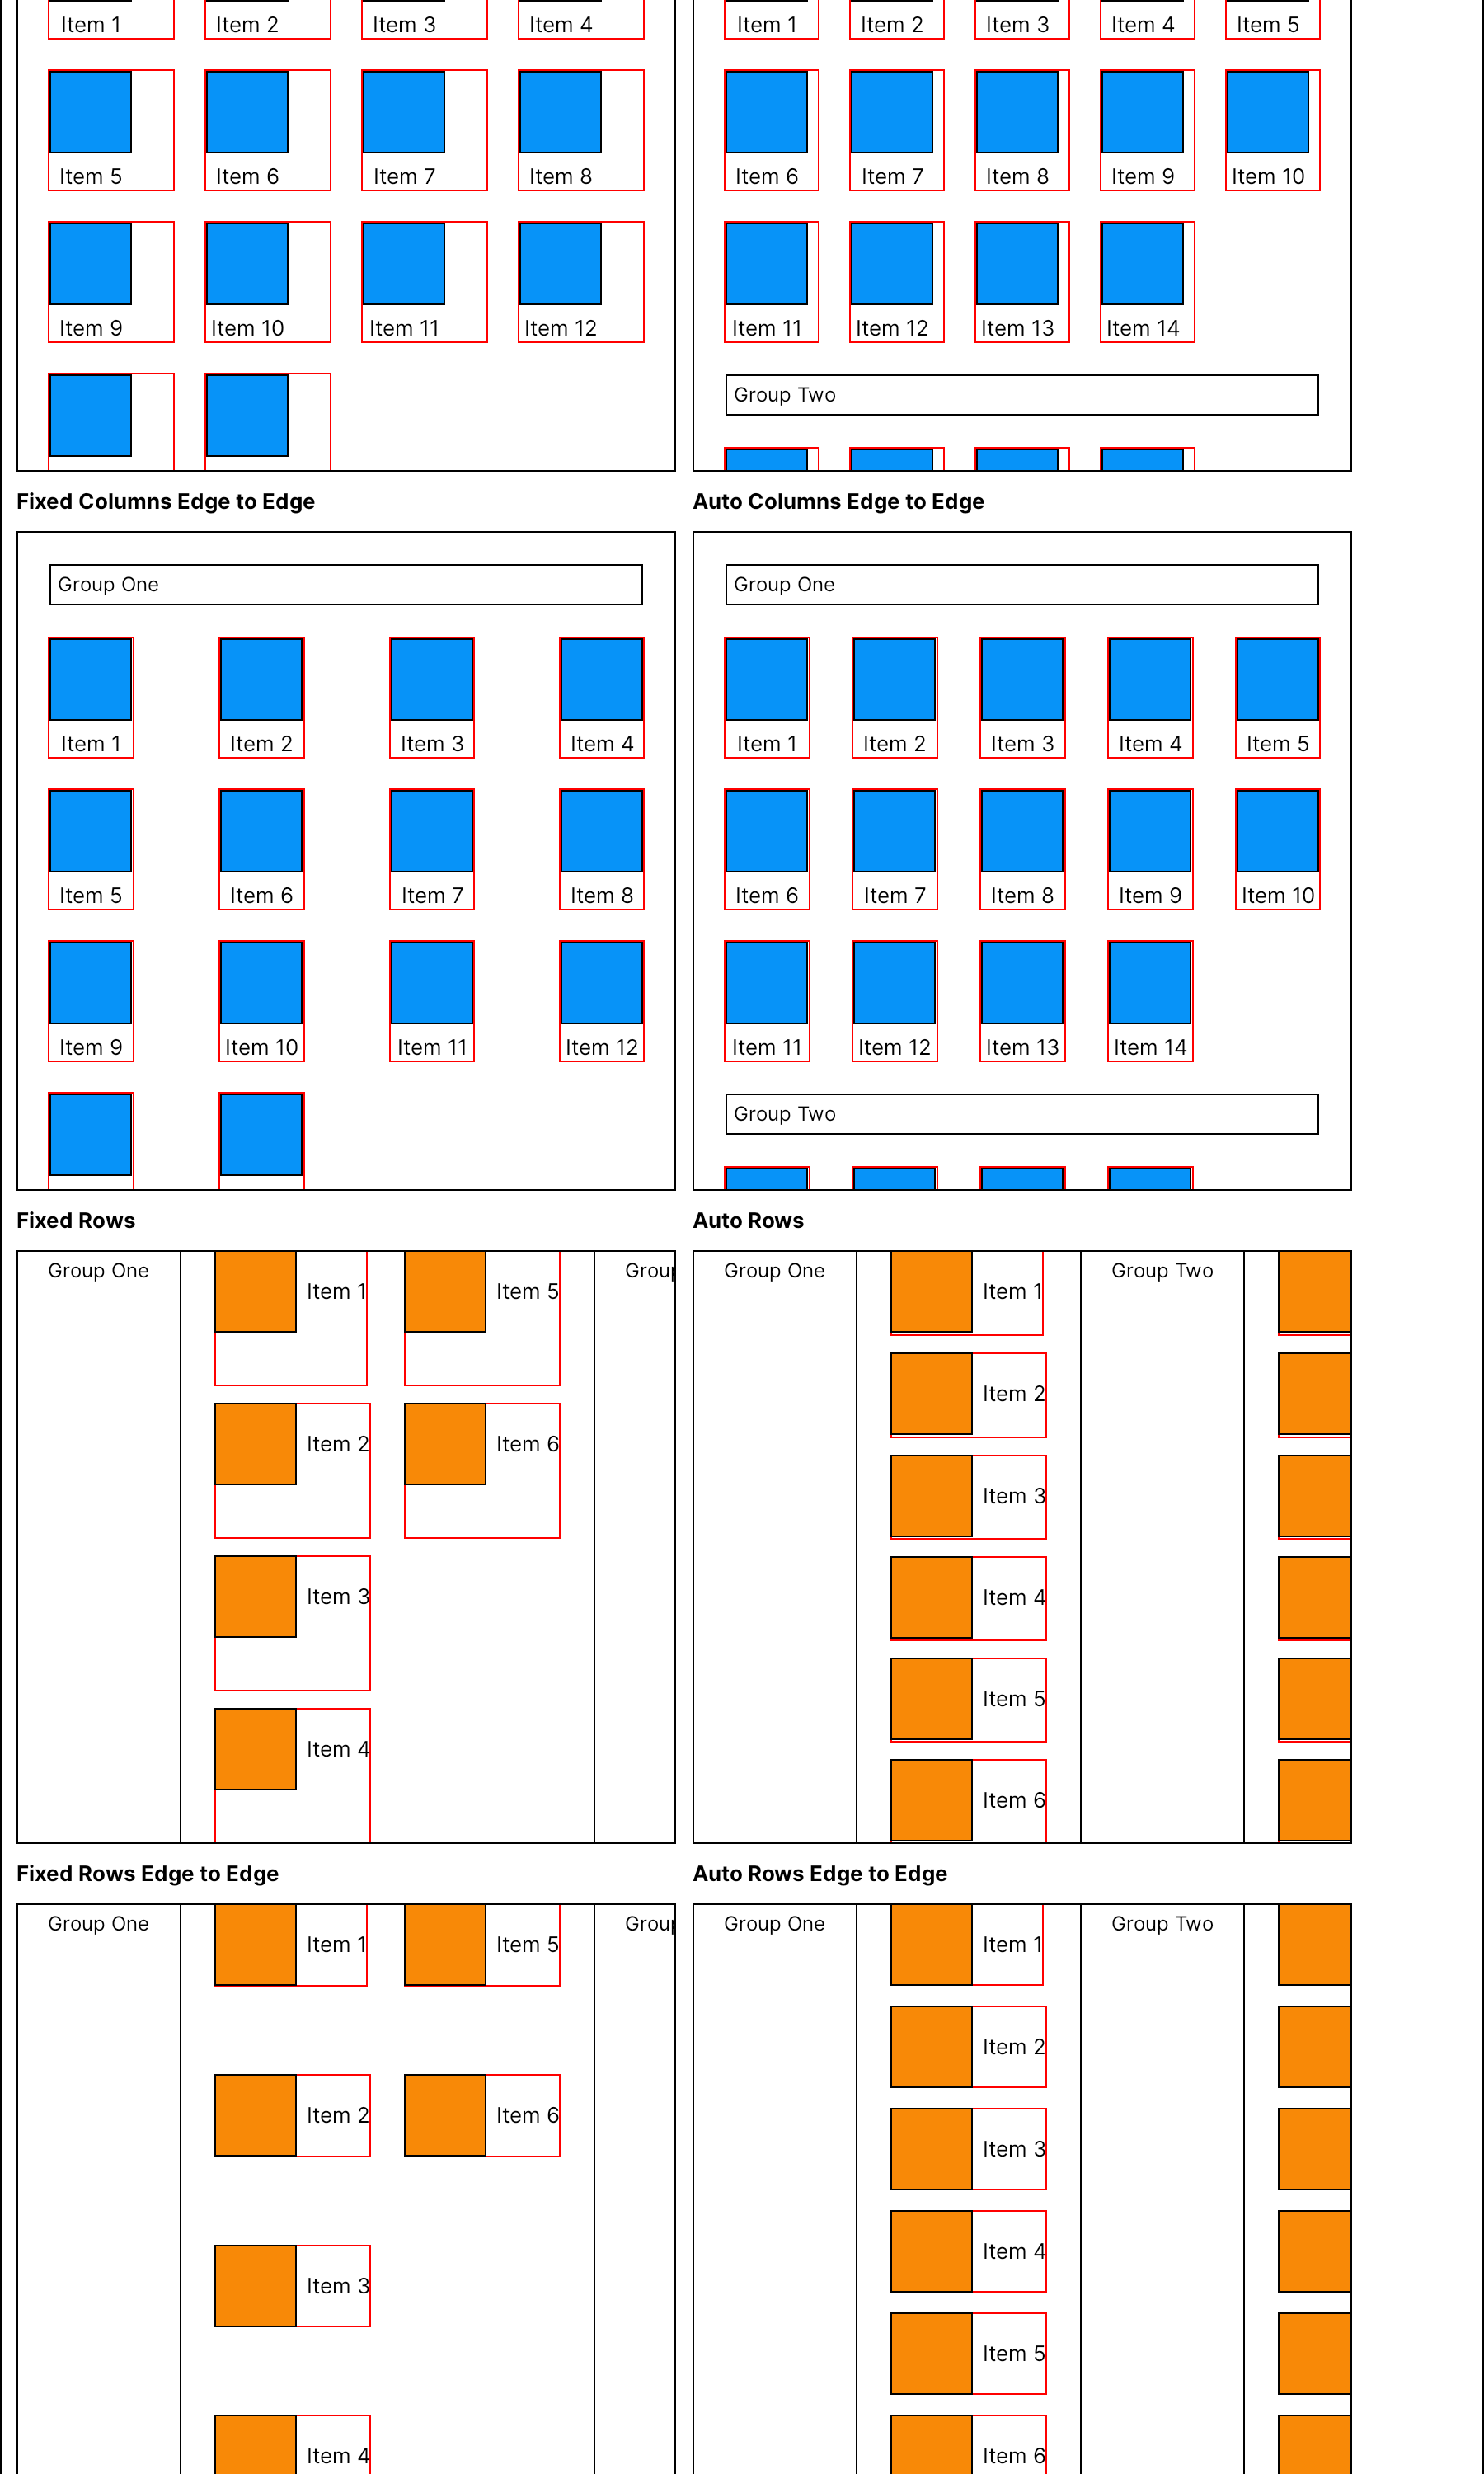 Item 1 Item 2 Item 3 Item 4
Item 5 Item 6 Item 7 Item 8
Item 9 Item 10 Item 11 Item 12
Item 1 Item 2 Item 3 Item 4 Item 5
Item 6 Item 7 Item 8 Item 9 Item 10
Item 11 Item 12 Item 13 Item 14
Group Two
Fixed Columns Edge to Edge
Group One
Item 1 Item 2 Item 3 Item 4
Item 5 Item 6 Item 7 Item 8
Item 9 Item 10 Item 11 Item 12
Auto Columns Edge to Edge
Group One
Item 1 Item 2 Item 3 Item 4 Item 5
Item 6 Item 7 Item 8 Item 9 Item 10
Item 11 Item 12 Item 13 Item 14
Group Two
Fixed Rows
Group One
Item 1 Item 5
Item 2 Item 6
Item 3
Item 4
Group
Auto Rows
Group One
Item 1
Item 2
Item 3
Item 4
Item 5
Item 6
Group Two
Fixed Rows Edge to Edge
Group One
Item 1 Item 5
Item 2 Item 6
Item 3
Item 4
Group
Auto Rows Edge to Edge
Group One
Item 1
Item 2
Item 3
Item 4
Item 5
Item 6
Group Two